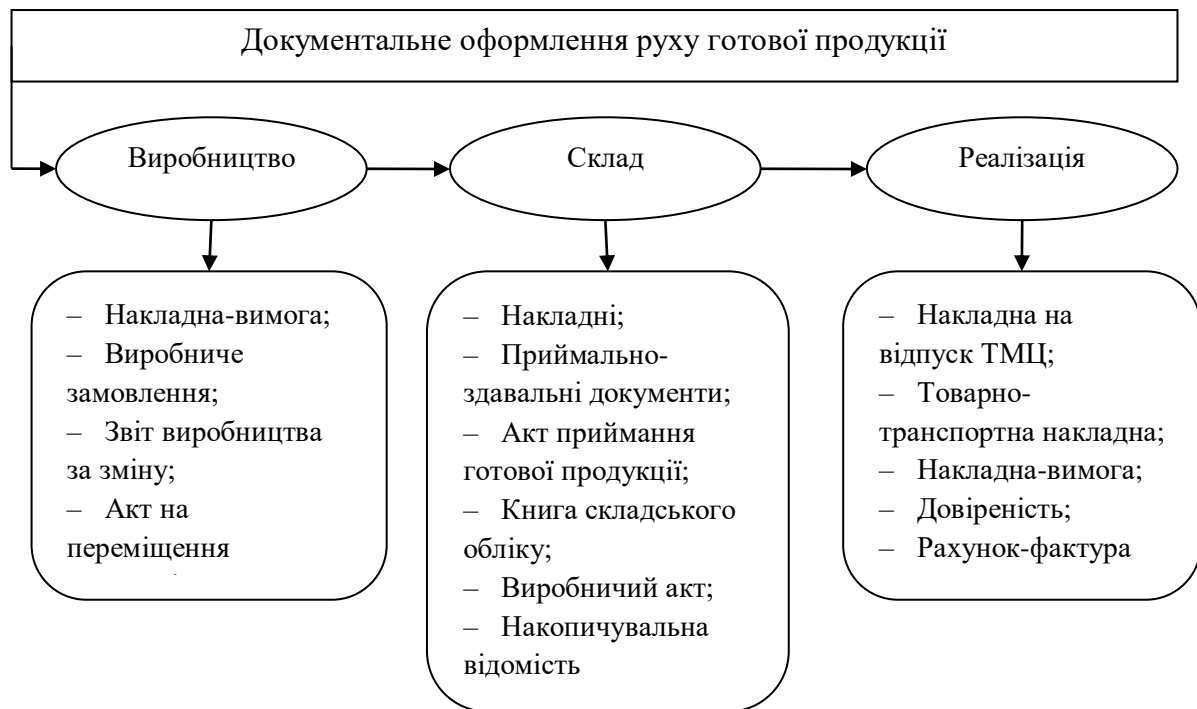 Документальне оформлення руху готової продукції
Виробництво
Склад
Реалізація
– Накладна-вимога;
– Виробниче
замовлення;
– Звіт виробництва
за зміну;
– Акт на
переміщення
– Накладні;
– Приймально-
здавальні документи;
– Акт приймання
готової продукції;
– Книга складського
обліку;
– Виробничий акт;
– Накопичувальна
відомість
– Накладна на
відпуск ТМЦ;
– Товарно-
транспортна накладна;
– Накладна-вимога;
– Довіреність;
– Рахунок-фактура